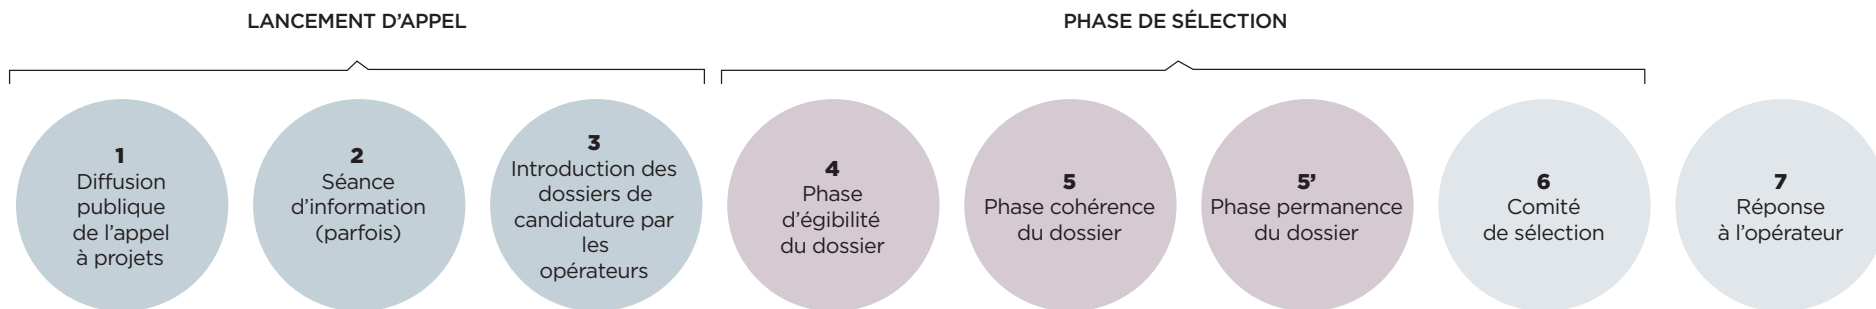 LANCEMENT D’APPEL
PHASE DE SÉLECTION
1
Diffusion
publique
de l’appel
à projets
2
Séance
d’information
(parfois)
3
Introduction des
dossiers de
candidature par
les
opérateurs
4
Phase
d’égibilité
du dossier
5
Phase cohérence
du dossier
5’
Phase permanence
du dossier
6
Comité
de sélection
7
Réponse
à l’opérateur